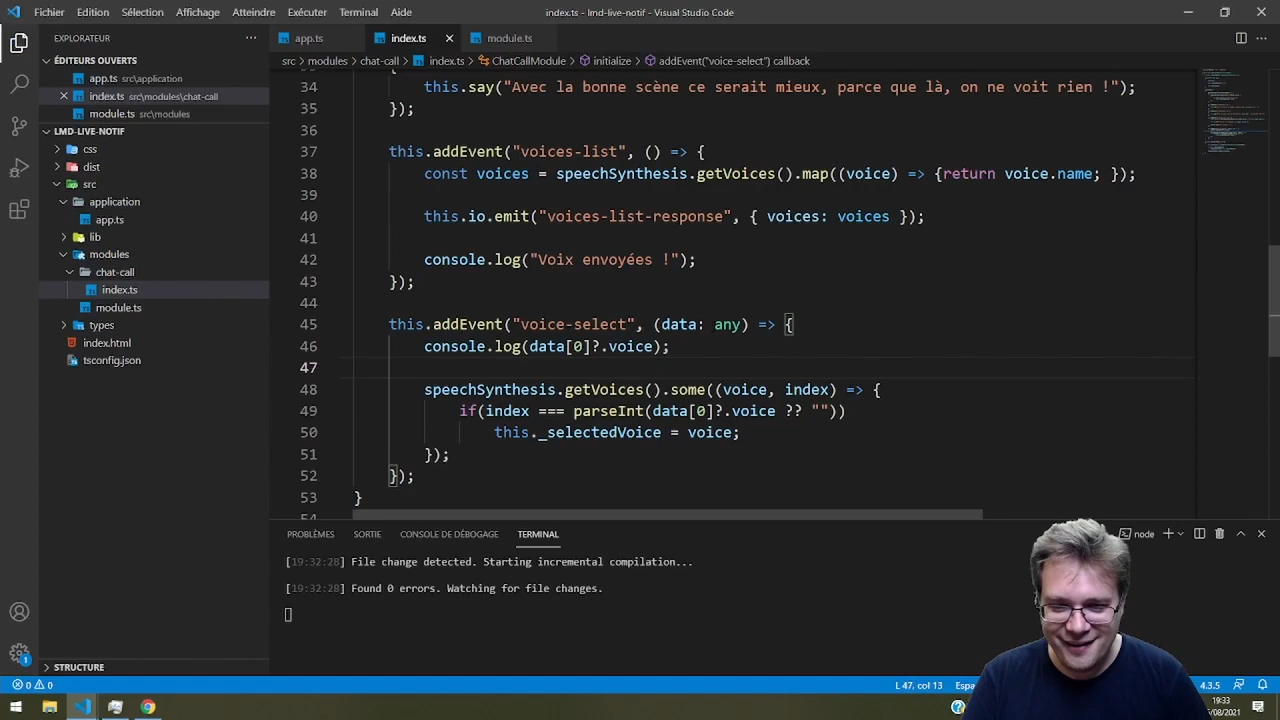 Fichier Edition Sélection Affichage Atteindre Exécuter Terminal Aide
index.ts - lmd-live-notif - Visual Studio Code
EXPLORATEUR
app.ts
index.ts
module.ts
ÉDITEURS OUVERTS
src > modules > chat-call > index.ts > ChatCallModule > initialize > addEvent("voice-select") callback
app.ts src\application
index.ts src\modules\chat-call
module.ts src\modules
LMD-LIVE-NOTIF
css
dist
src
application
app.ts
lib
modules
chat-call
index.ts
module.ts
types
index.html
tsconfig.json
STRUCTURE
34 this.say("Avec la bonne scène ce serait mieux, parce que là, on ne voit rien !");
35 });
36
37 this.addEvent("voices-list", () => {
38 const voices = speechSynthesis.getVoices().map((voice) => {return voice.name; });
39
40 this.io.emit("voices-list-response", { voices: voices });
41
42 console.log("Voix envoyées !");
43 });
44
45 this.addEvent("voice-select", (data: any) => {
46 console.log(data[0]?.voice);
47
48 speechSynthesis.getVoices().some((voice, index) => {
49 if(index === parseInt(data[0]?.voice ?? ""))
50 this._selectedVoice = voice;
51 });
52 });
53 }
54
PROBLÈMES SORTIE CONSOLE DE DÉBOGAGE TERMINAL
node
[19:32:28] File change detected. Starting incremental compilation...
[19:32:28] Found 0 errors. Watching for file changes.
0 0
L 47, col 13
4.3.5
1
19:33